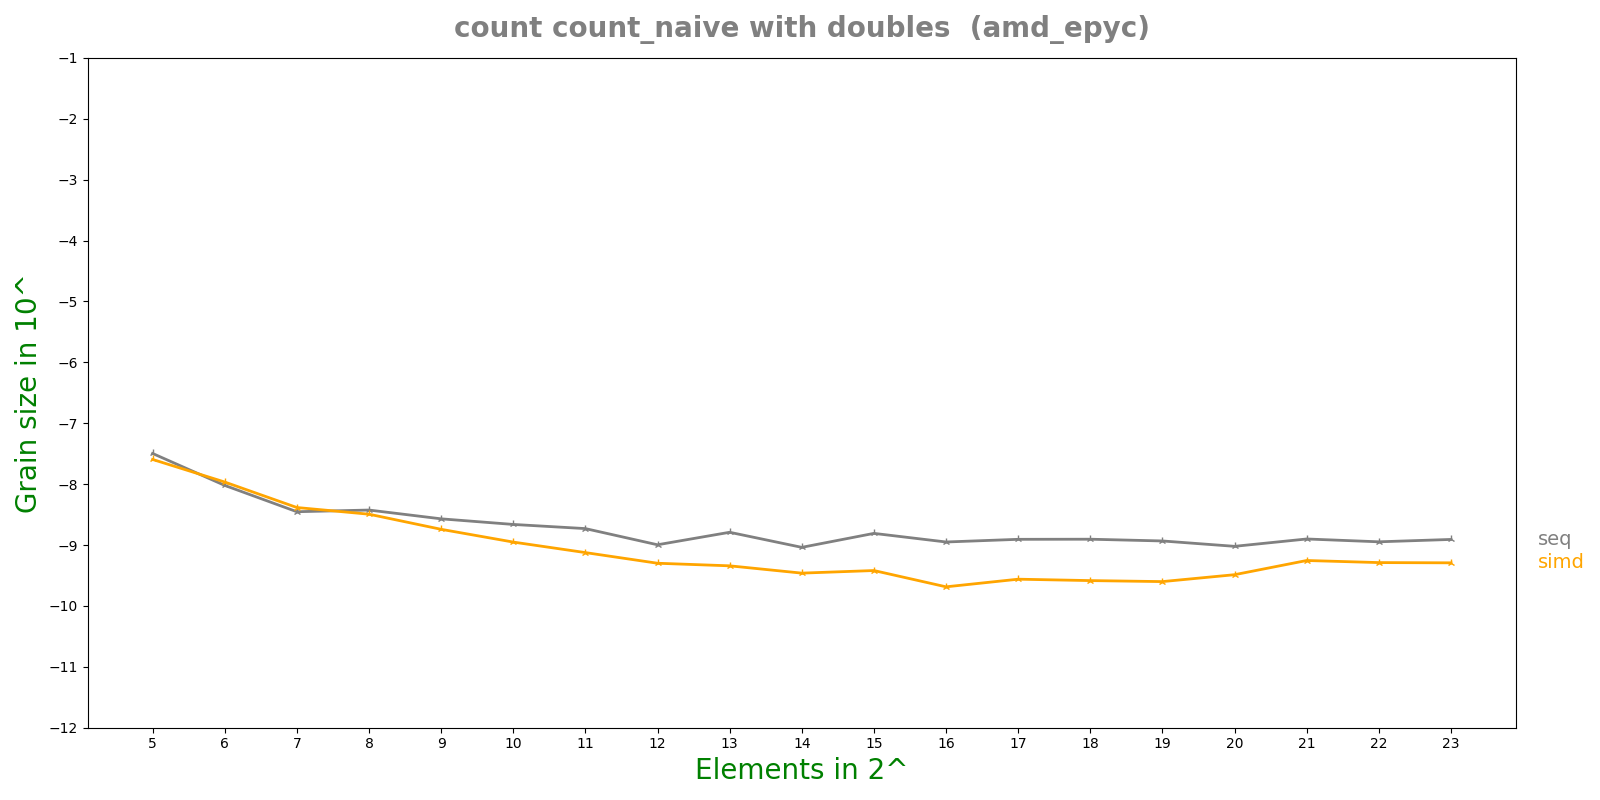 count count_naive with doubles  (amd_epyc)
−1
−2
−3
−4
−5
−6
−7
−8
−9
−10
−11
−12
Grain size in 10^
5 6 7 8 9 10 11 12 13 14 15 16 17 18 19 20 21 22 23
Elements in 2^
seq
simd